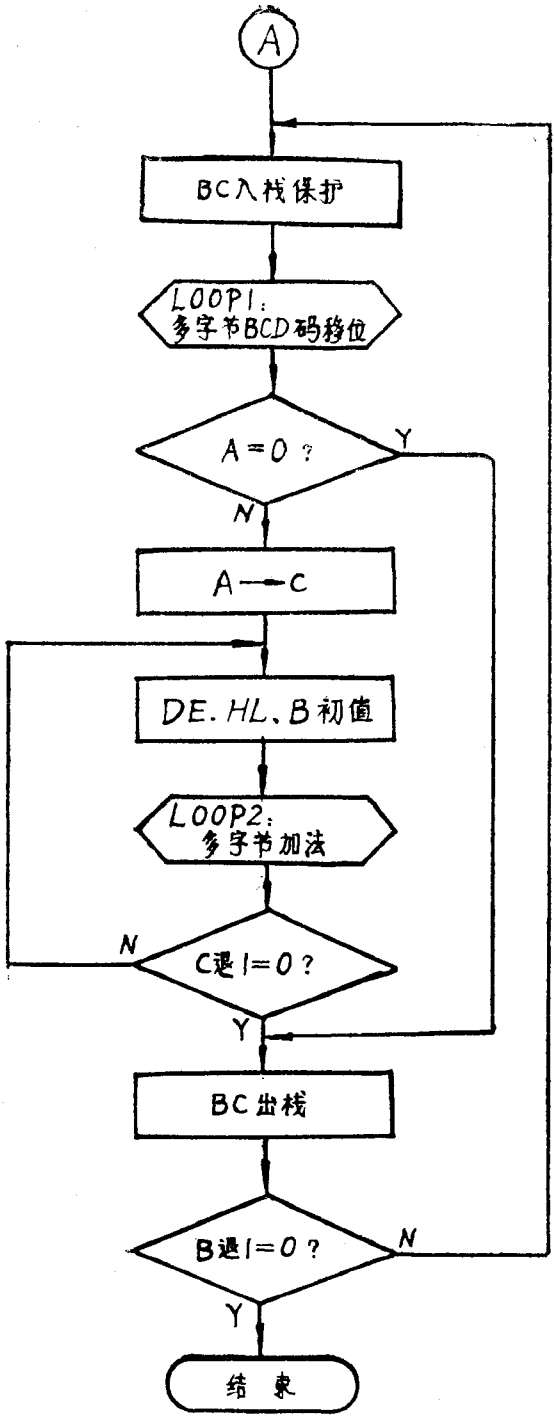 A
BC入栈保护
LOOP1:
多字节BCD码移位
A=0?
Y
N
A→C
DE.HL、B初值
LOOP2:
多字节加法
N
C退1=0?
Y
BC出栈
B退1=0?
N
Y
结束